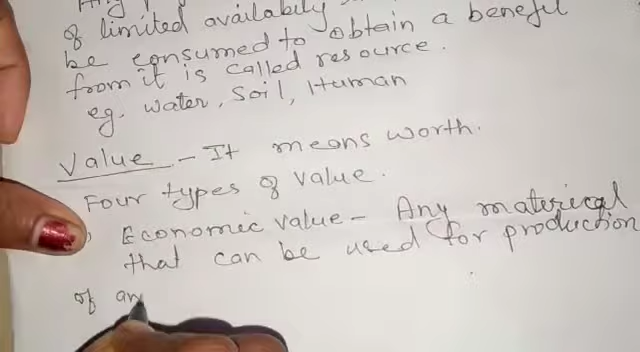 Any
of limited availability
be consumed to obtain a benefit
from it is called resource.
eg. water, Soil, Human
Value - It means worth.
Four types of value.
Economic value - Any material
that can be used for production
of an